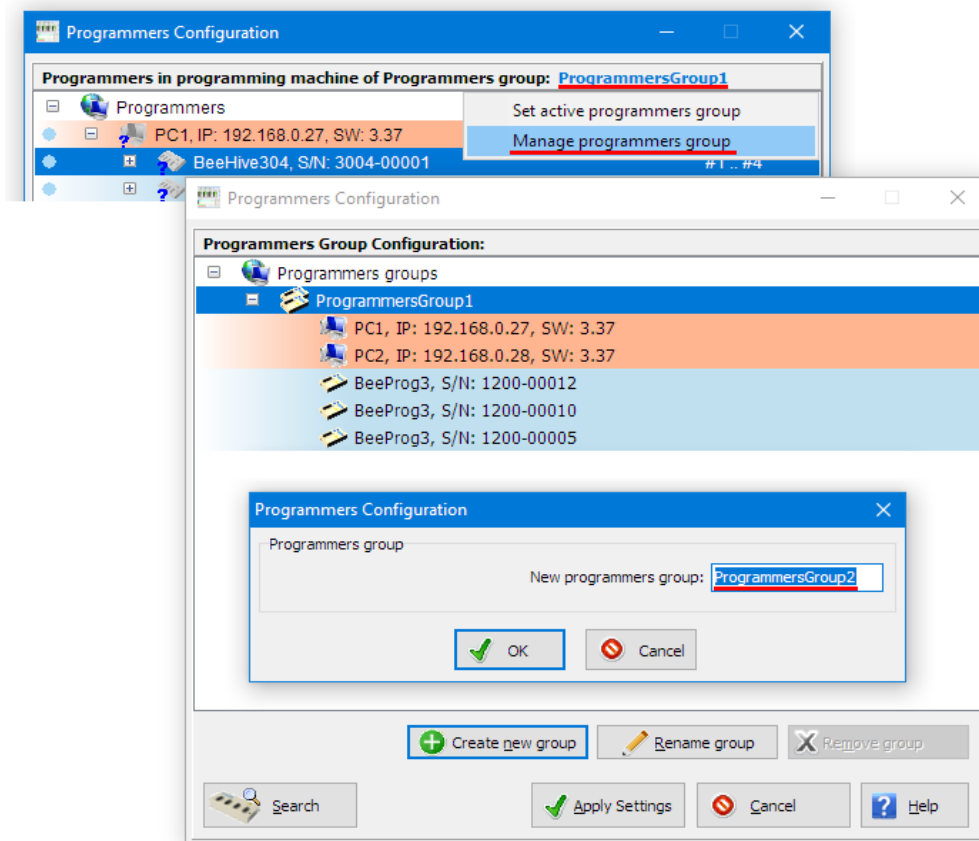 Programmers Configuration
Programmers in programming machine of Programmers group: ProgrammersGroup1
Programmers
Set active programmers group
PC1, IP: 192.168.0.27, SW: 3.37
Manage programmers group
BeeHive304, S/N: 3004-00001
Programmers Configuration
Programmers Group Configuration:
Programmers groups
ProgrammersGroup1
PC1, IP: 192.168.0.27, SW: 3.37
PC2, IP: 192.168.0.28, SW: 3.37
BeeProg3, S/N: 1200-00012
BeeProg3, S/N: 1200-00010
BeeProg3, S/N: 1200-00005
Programmers Configuration
Programmers group
New programmers group: ProgrammersGroup2
OK Cancel
Create new group Rename group Remove group
Search Apply Settings Cancel Help